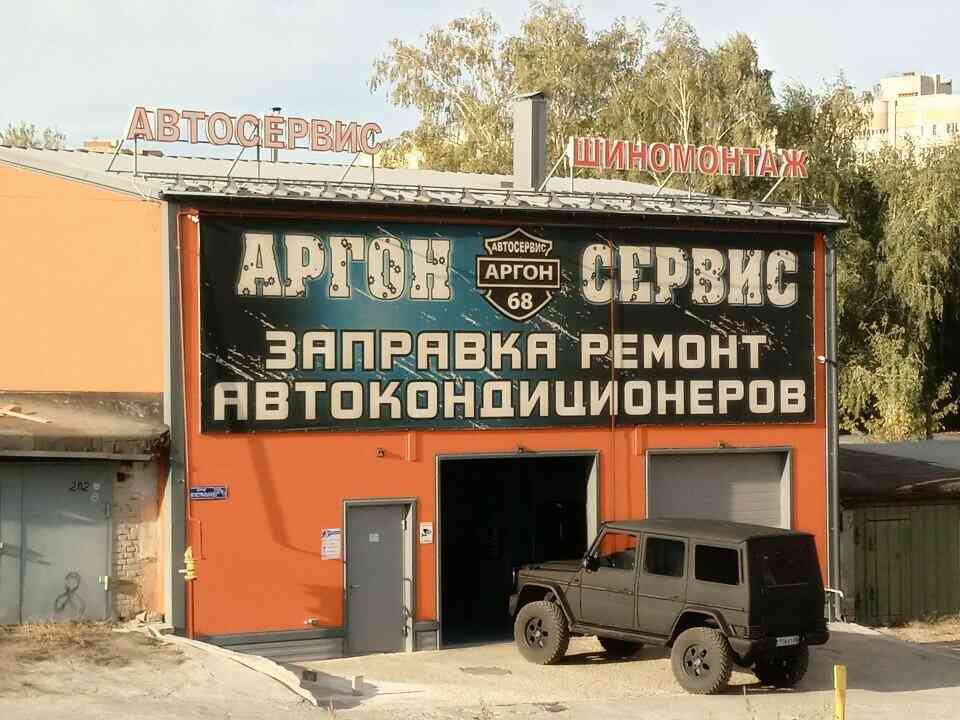 АВТОСЕРВИС
ШИНОМОНТАЖ
АРГОН СЕРВИС
АВТОСЕРВИС
АРГОН
68
ЗАПРАВКА РЕМОНТ
АВТОКОНДИЦИОНЕРОВ
202